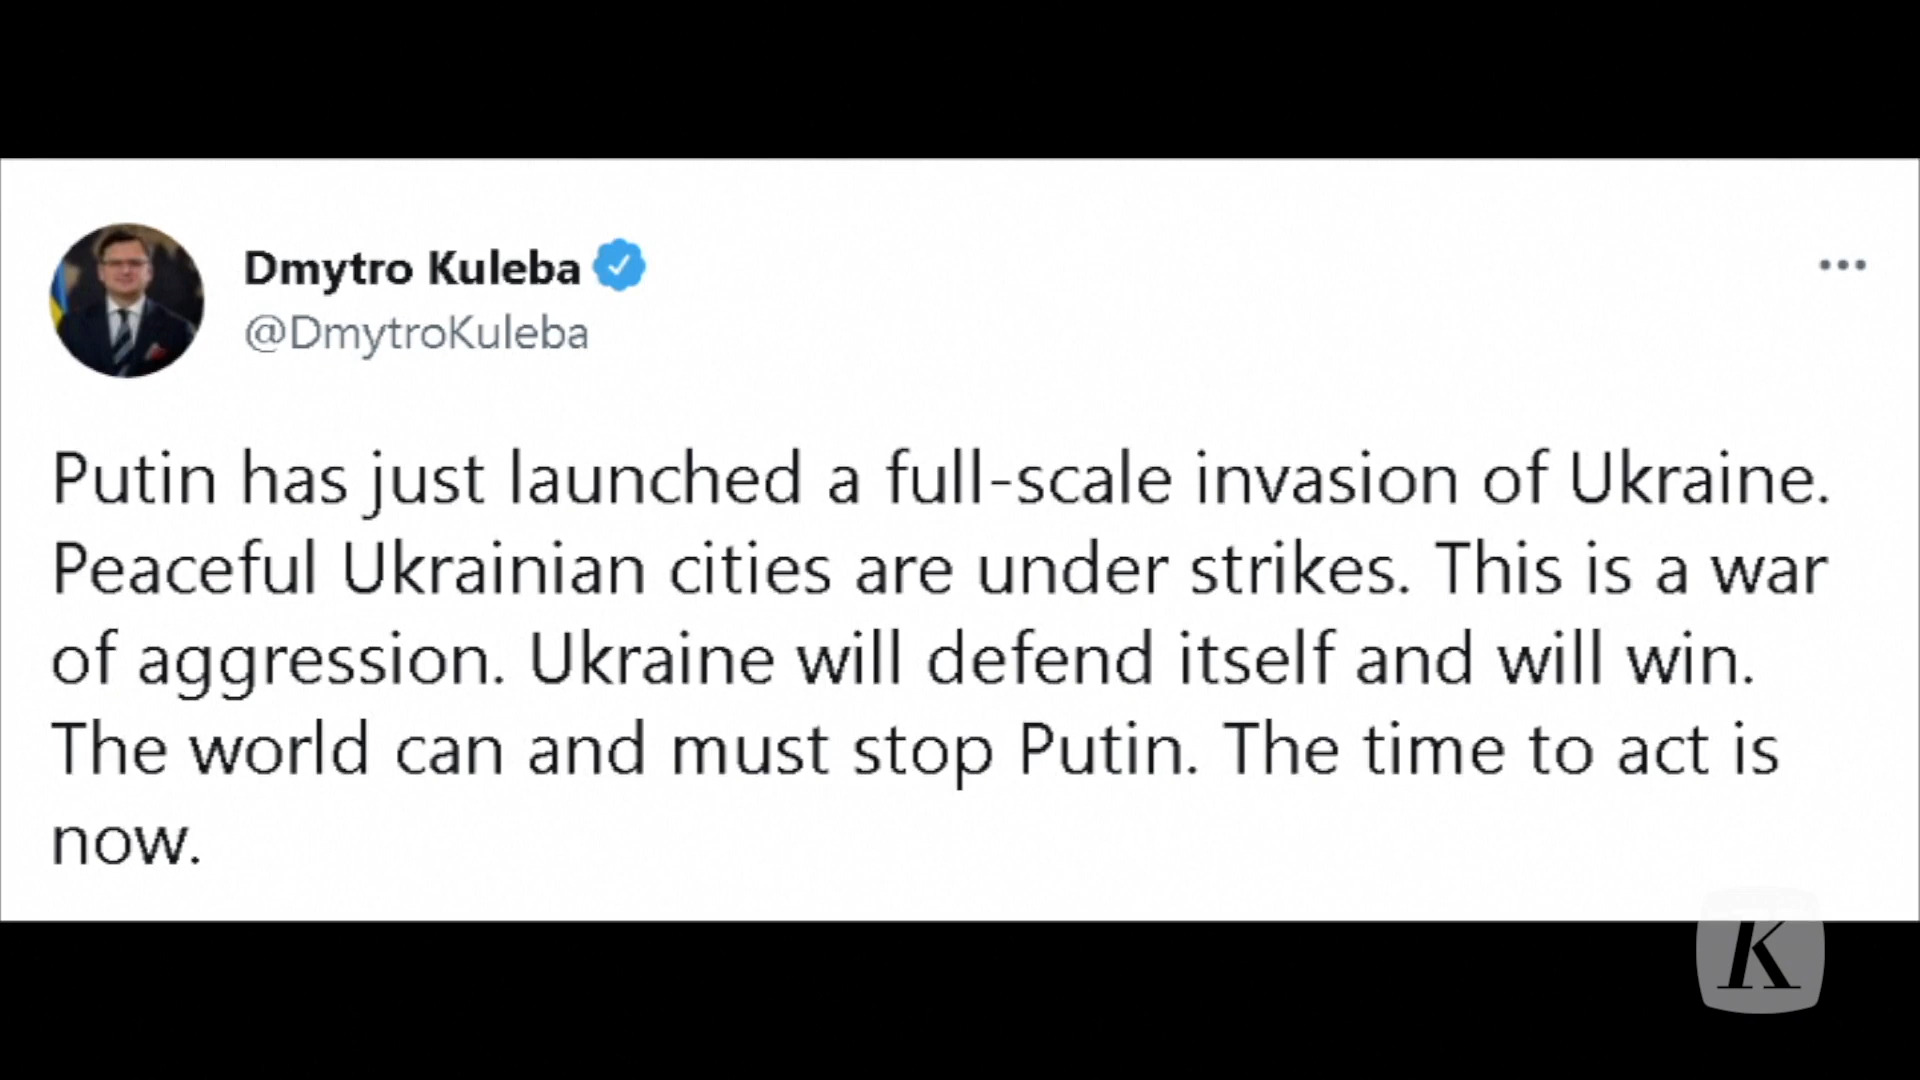 Dmytro Kuleba
@DmytroKuleba
Putin has just launched a full-scale invasion of Ukraine.
Peaceful Ukrainian cities are under strikes. This is a war
of aggression. Ukraine will defend itself and will win.
The world can and must stop Putin. The time to act is
now.
K